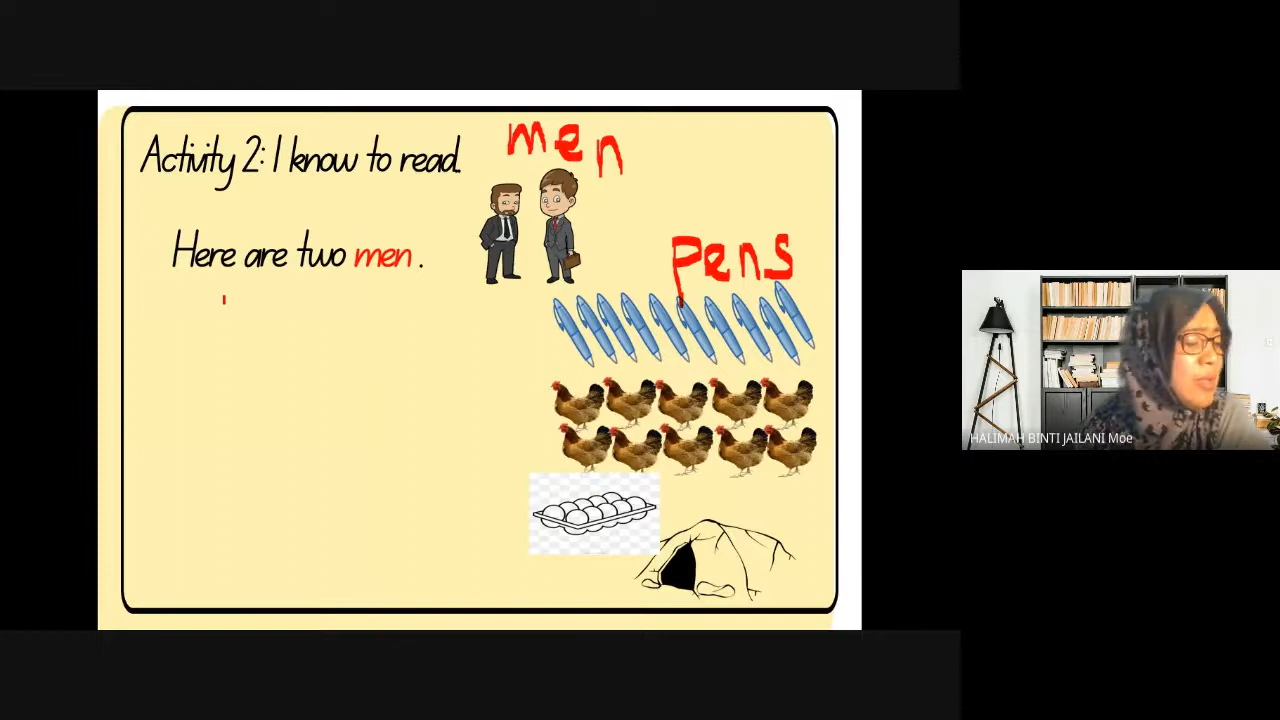 Activity 2: I know to read.
men
Here are two men.
pens
HALIMAH BINTI JAILANI Moe